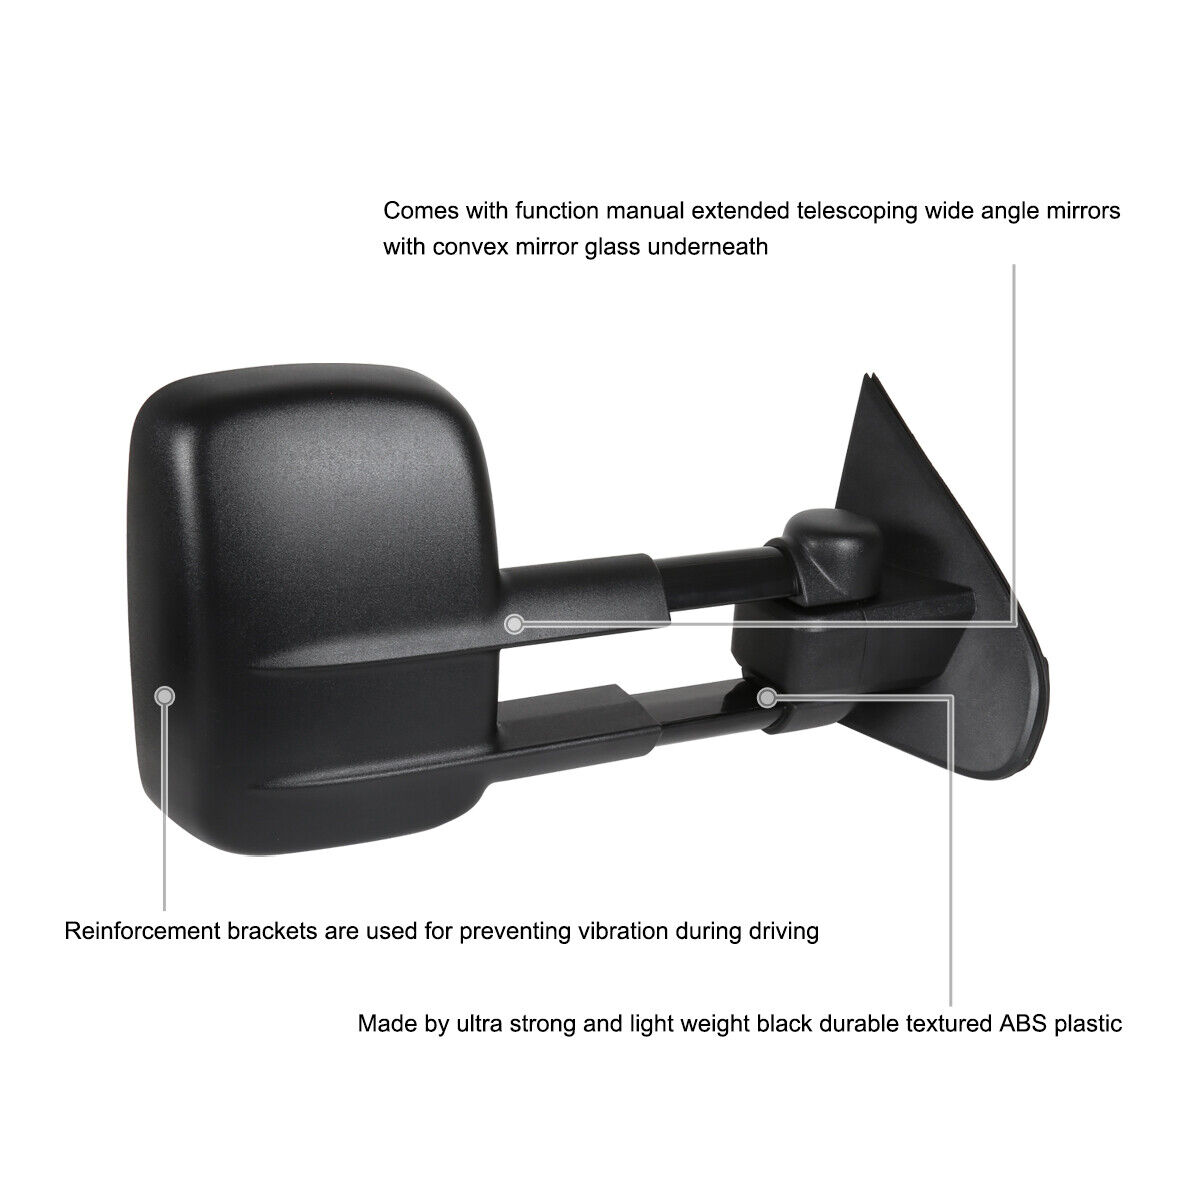 Comes with function manual extended telescoping wide angle mirrors
with convex mirror glass underneath
Reinforcement brackets are used for preventing vibration during driving
Made by ultra strong and light weight black durable textured ABS plastic